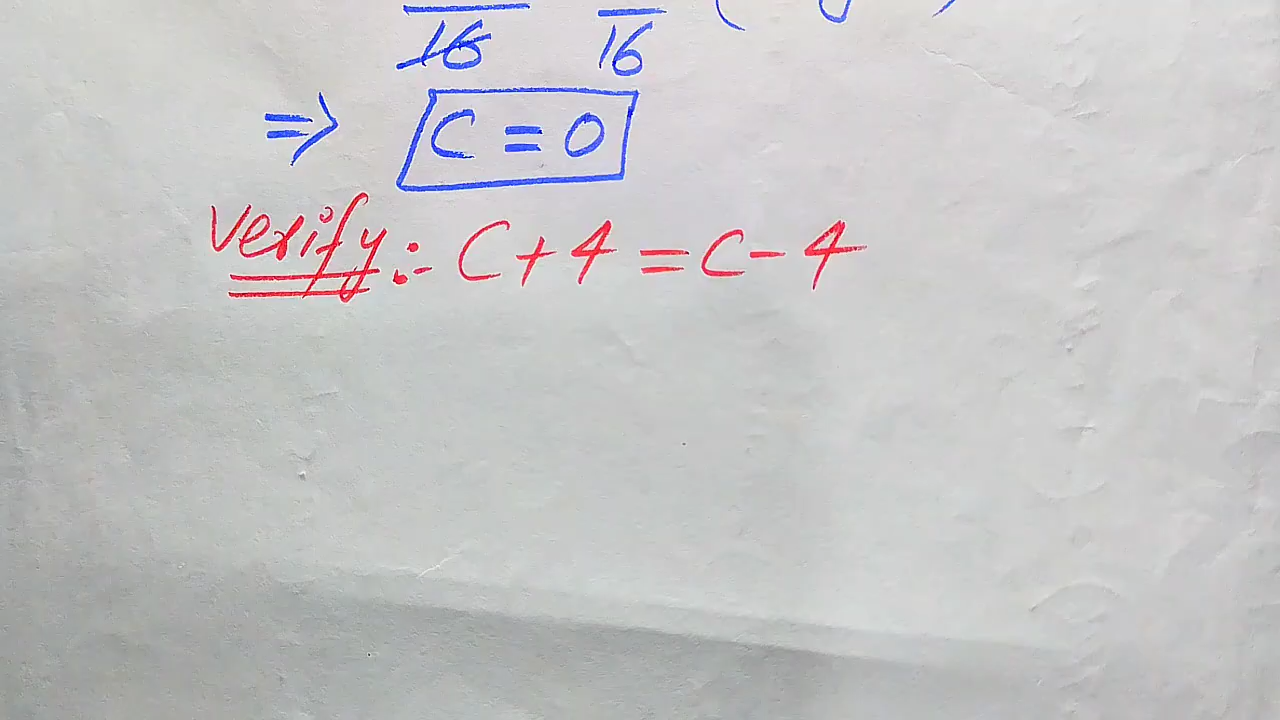 16 16
⇒ C = 0
Verify:- C + 4 = C - 4